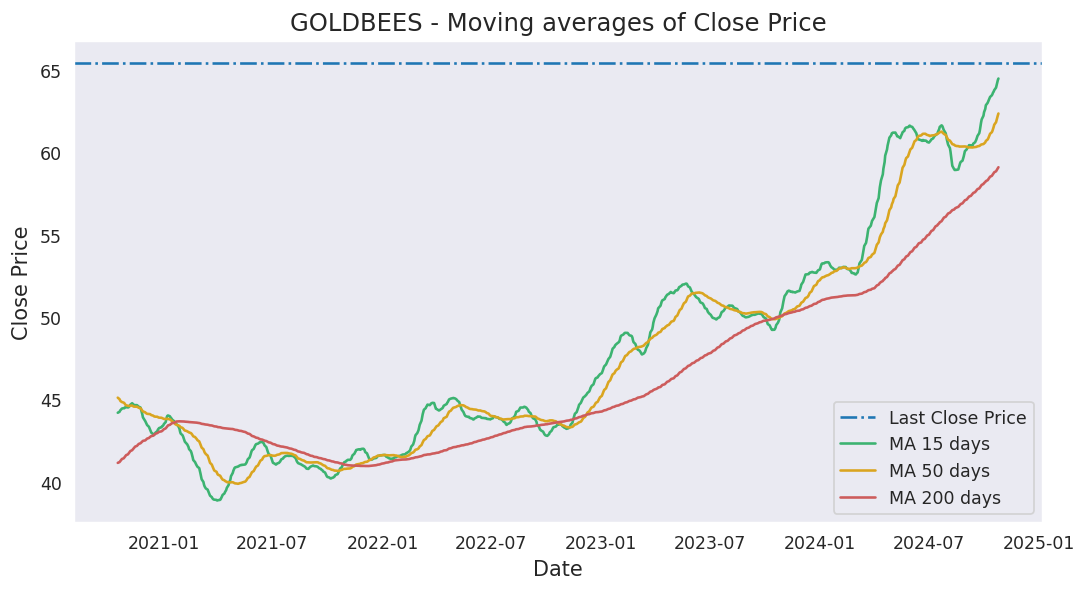 GOLDBEES - Moving averages of Close Price
Close Price
65
60
55
50
45
40
Last Close Price
MA 15 days
MA 50 days
MA 200 days
2021-01 2021-07 2022-01 2022-07 2023-01 2023-07 2024-01 2024-07 2025-01
Date